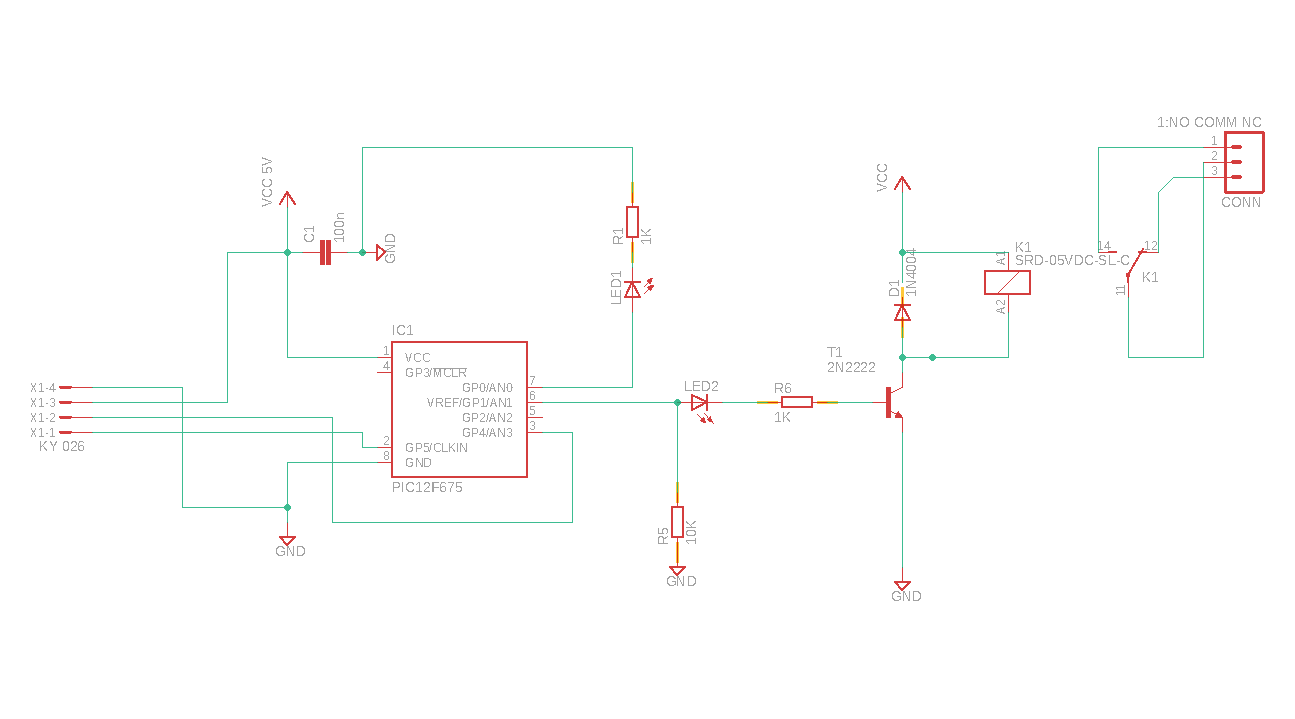 1:NO COMM NC
1
2
3
CONN
VCC 5V
C1
100n
GND
R1
1K
LED1
VCC
D1
1N4004
K1
SRD-05VDC-SL-C
A1
A2
14
12
11
K1
IC1
1
VCC
4
GP3/MCLR
7
GP0/AN0
6
VREF/GP1/AN1
5
GP2/AN2
3
GP4/AN3
2
GP5/CLKIN
8
GND
PIC12F675
X1-4
X1-3
X1-2
X1-1
KY 026
GND
LED2
R6
1K
T1
2N2222
R5
10K
GND
GND